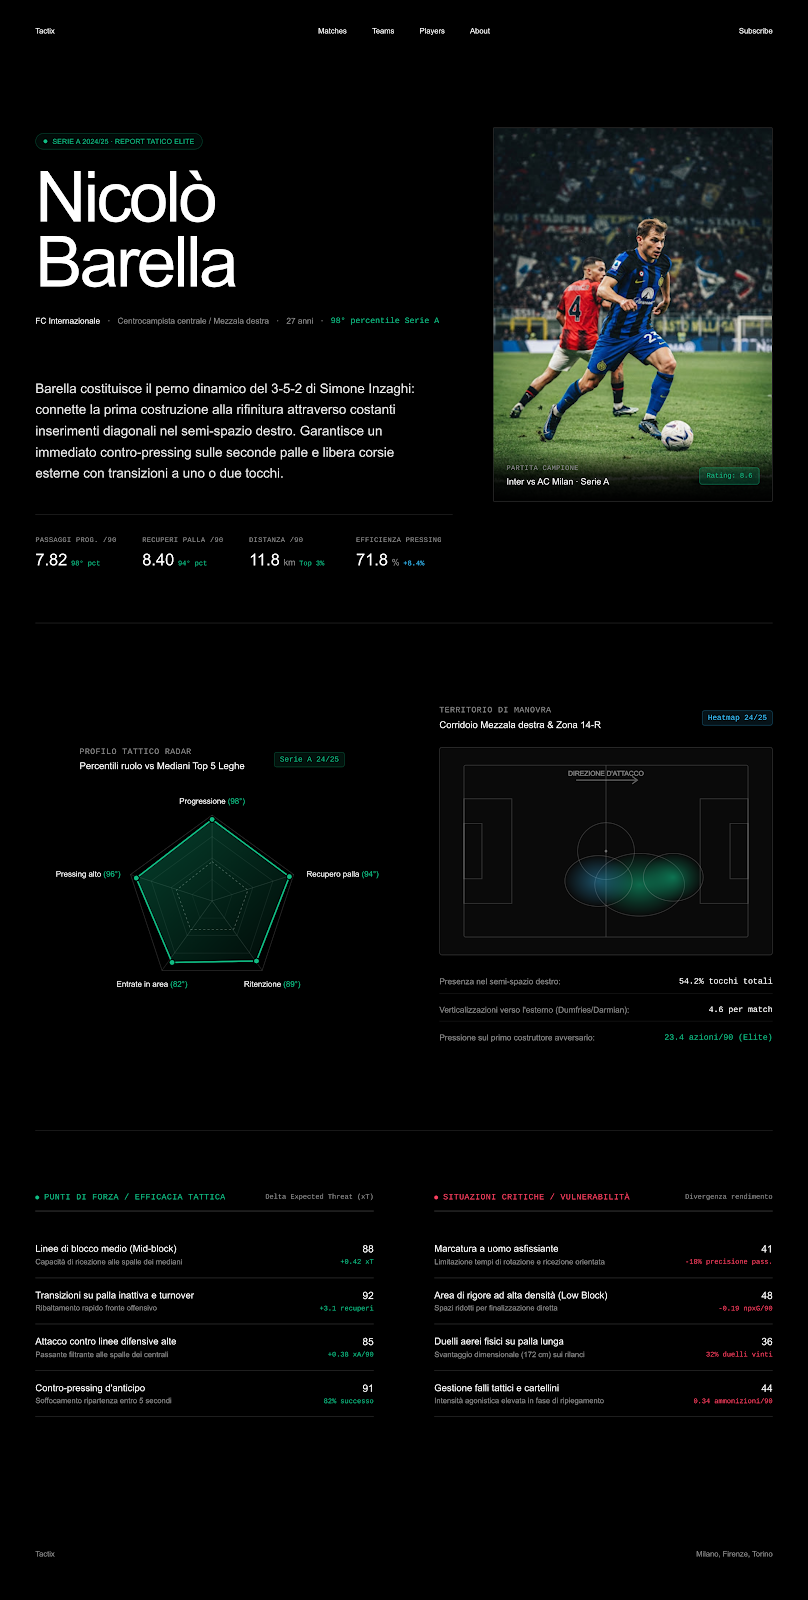 Tactix
Matches
Teams
Players
About
Subscribe
SERIE A 2024/25 · REPORT TATICO ELITE
Nicolò
Barella
FC Internazionale · Centrocampista centrale / Mezzala destra · 27 anni · 98° percentile Serie A
Barella costituisce il perno dinamico del 3-5-2 di Simone Inzaghi:
connette la prima costruzione alla rifinitura attraverso costanti
inserimenti diagonali nel semi-spazio destro. Garantisce un
immediato contro-pressing sulle seconde palle e libera corsie
esterne con transizioni a uno o due tocchi.
PASSAGGI PROG. /90
7.82 98° pct
RECUPERI PALLA /90
8.40 94° pct
DISTANZA /90
11.8 km Top 3%
EFFICIENZA PRESSING
71.8 % +8.4%
4
23
PARTITA CAMPIONE
Inter vs AC Milan · Serie A
Rating: 8.6
PROFILO TATTICO RADAR
Percentili ruolo vs Mediani Top 5 Leghe
Serie A 24/25
Progressione (98°)
Pressing alto (96°)
Recupero palla (94°)
Entrate in area (82°)
Ritenzione (89°)
TERRITORIO DI MANOVRA
Corridoio Mezzala destra & Zona 14-R
Heatmap 24/25
DIREZIONE D'ATTACCO
Presenza nel semi-spazio destro: 54.2% tocchi totali
Verticalizzazioni verso l'esterno (Dumfries/Darmian): 4.6 per match
Pressione sul primo costruttore avversario: 23.4 azioni/90 (Elite)
PUNTI DI FORZA / EFFICACIA TATTICA
Delta Expected Threat (xT)
Linee di blocco medio (Mid-block) 88
Capacità di ricezione alle spalle dei mediani +0.42 xT
Transizioni su palla inattiva e turnover 92
Ribaltamento rapido fronte offensivo +3.1 recuperi
Attacco contro linee difensive alte 85
Passante filtrante alle spalle dei centrali +0.38 xA/90
Contro-pressing d'anticipo 91
Soffocamento ripartenza entro 5 secondi 82% successo
SITUAZIONI CRITICHE / VULNERABILITÀ
Divergenza rendimento
Marcatura a uomo asfissiante 41
Limitazione tempi di rotazione e ricezione orientata -18% precisione pass.
Area di rigore ad alta densità (Low Block) 48
Spazi ridotti per finalizzazione diretta -0.19 npxG/90
Duelli aerei fisici su palla lunga 36
Svantaggio dimensionale (172 cm) sui rilanci 32% duelli vinti
Gestione falli tattici e cartellini 44
Intensità agonistica elevata in fase di ripiegamento 0.34 ammonizioni/90
Tactix
Milano, Firenze, Torino